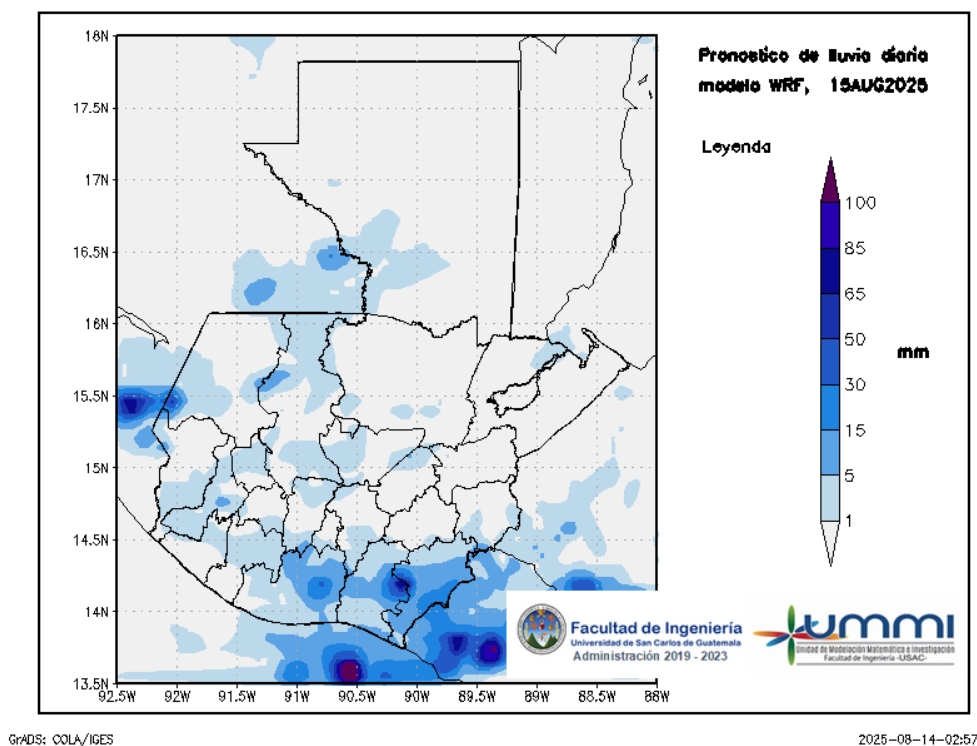 Pronostico de lluvia diaria
modelo WRF, 15AUG2025
Leyenda
100
85
65
50
30
15
5
1
mm
18N
17.5N
17N
16.5N
16N
15.5N
15N
14.5N
14N
13.5N
92.5W
92W
91.5W
91W
90.5W
90W
89.5W
89W
88.5W
88W
Facultad de Ingeniería
Universidad de San Carlos de Guatemala
Administración 2019 - 2023
ummi
Unidad de Modelación Matemática e Investigación
Facultad de Ingeniería -USAC-
GrADS: COLA/IGES
2025-08-14-02:57